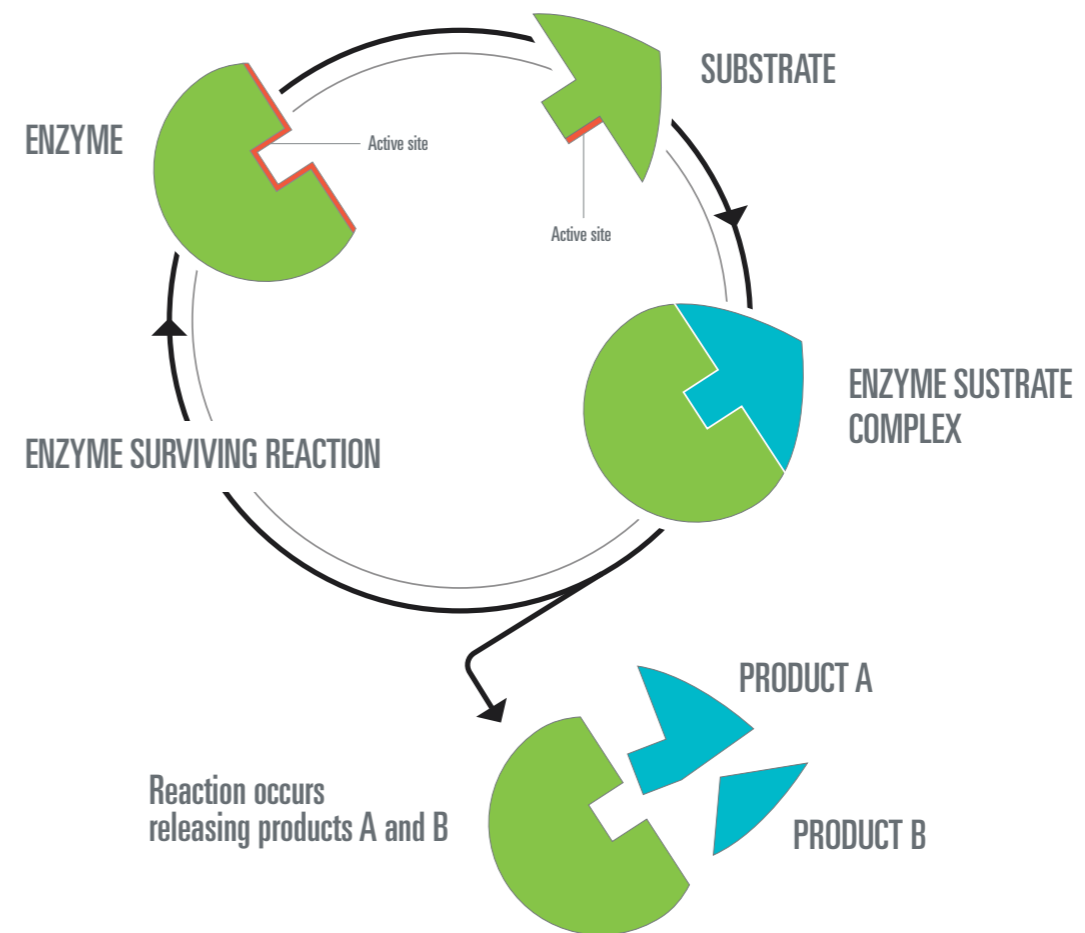 SUBSTRATE
ENZYME
Active site
Active site
ENZYME SUSTRATE
COMPLEX
ENZYME SURVIVING REACTION
PRODUCT A
Reaction occurs
releasing products A and B
PRODUCT B